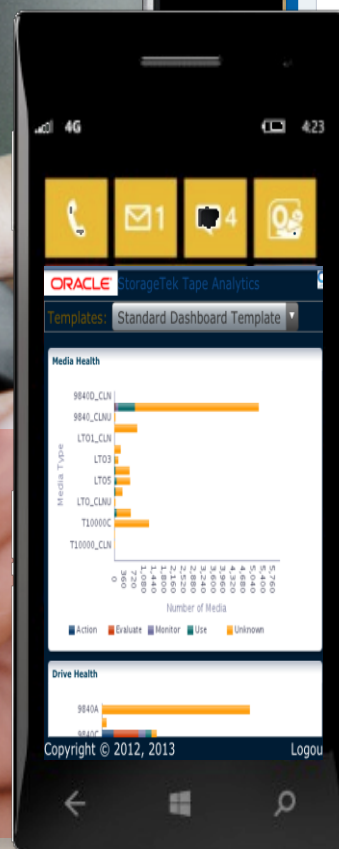 4G 4:23
1 4
ORACLE StorageTek Tape Analytics
Templates: Standard Dashboard Template
Media Health
Media Type
9840D_CLN
9840_CLNU
LTO1_CLN
LTO3
LTO5
LTO_CLNU
T10000C
T10000_CLN
0 360 720 1,080 1,440 1,800 2,160 2,520 2,880 3,240 3,600 3,960 4,320 4,680 5,040 5,400 5,760
Number of Media
Action Evaluate Monitor Use Unknown
Drive Health
9840A
9840C
Copyright © 2012, 2013 Logou